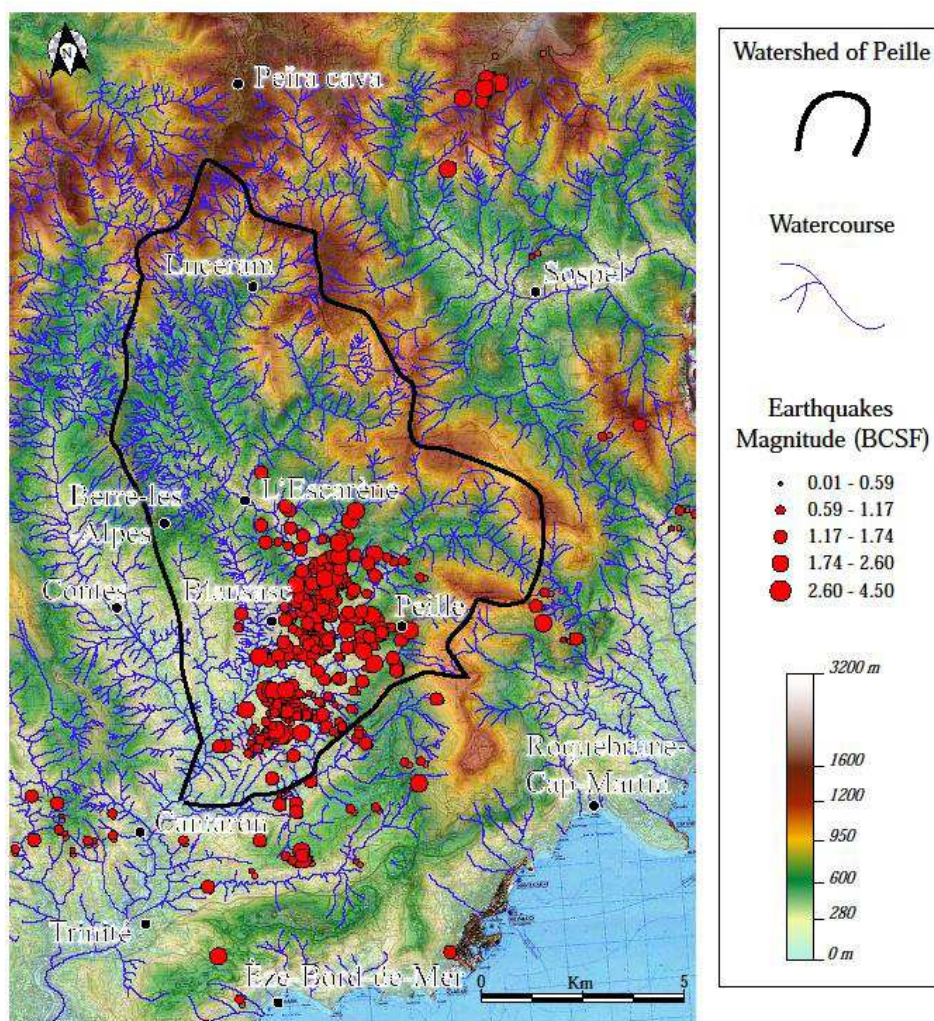 N
Peïra cava
Lucéram
Sospel
L'Escarène
Berre-les
Alpes
Contes
Blausasc
Peille
Roquebrune-
Cap-Martin
Cantaron
Trinité
Èze-Bord-de-Mer
0 Km 5
Watershed of Peille
Watercourse
Earthquakes
Magnitude (BCSF)
0.01 - 0.59
0.59 - 1.17
1.17 - 1.74
1.74 - 2.60
2.60 - 4.50
3200 m
1600
1200
950
600
280
0 m